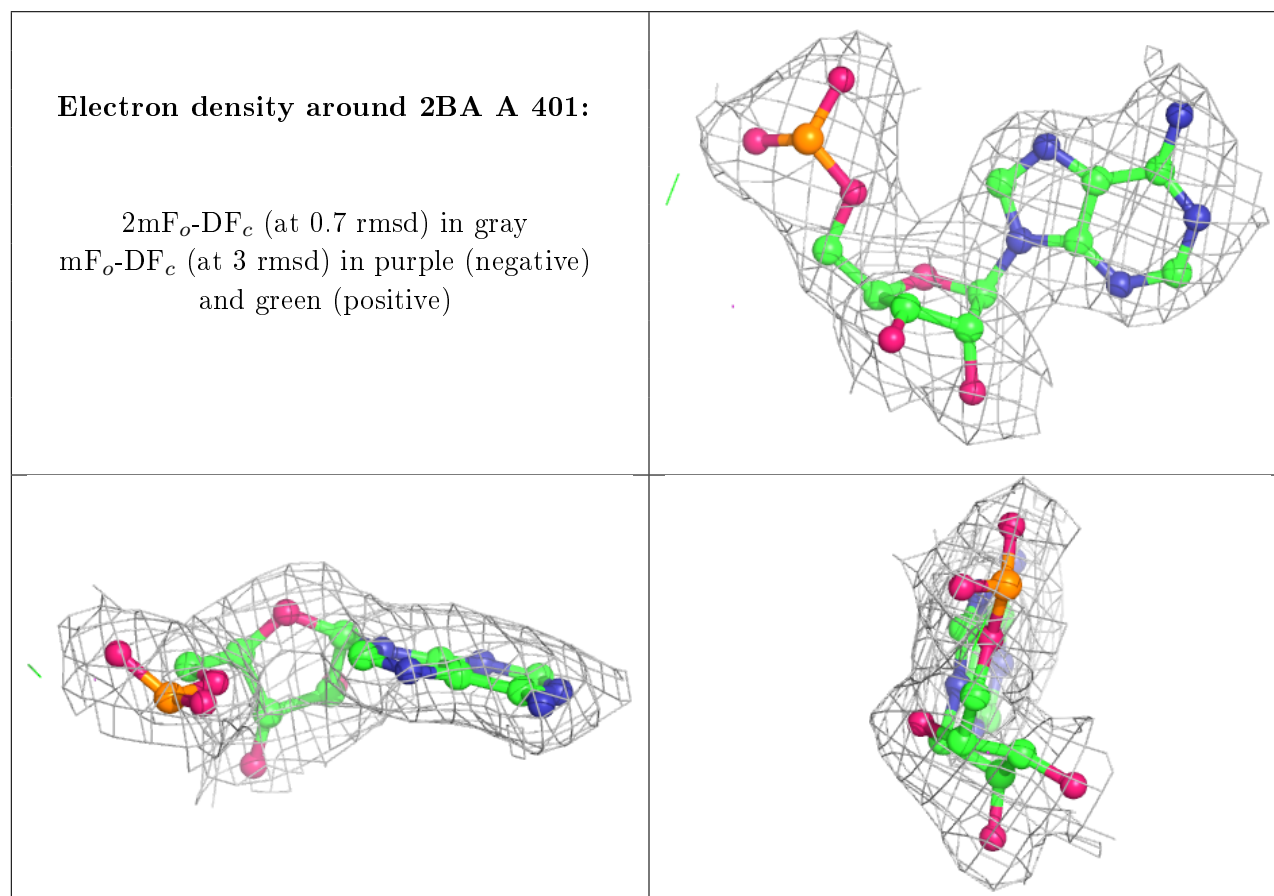 Electron density around 2BA A 401:
2mFₒ-DF𝒸 (at 0.7 rmsd) in gray
mFₒ-DF𝒸 (at 3 rmsd) in purple (negative)
and green (positive)